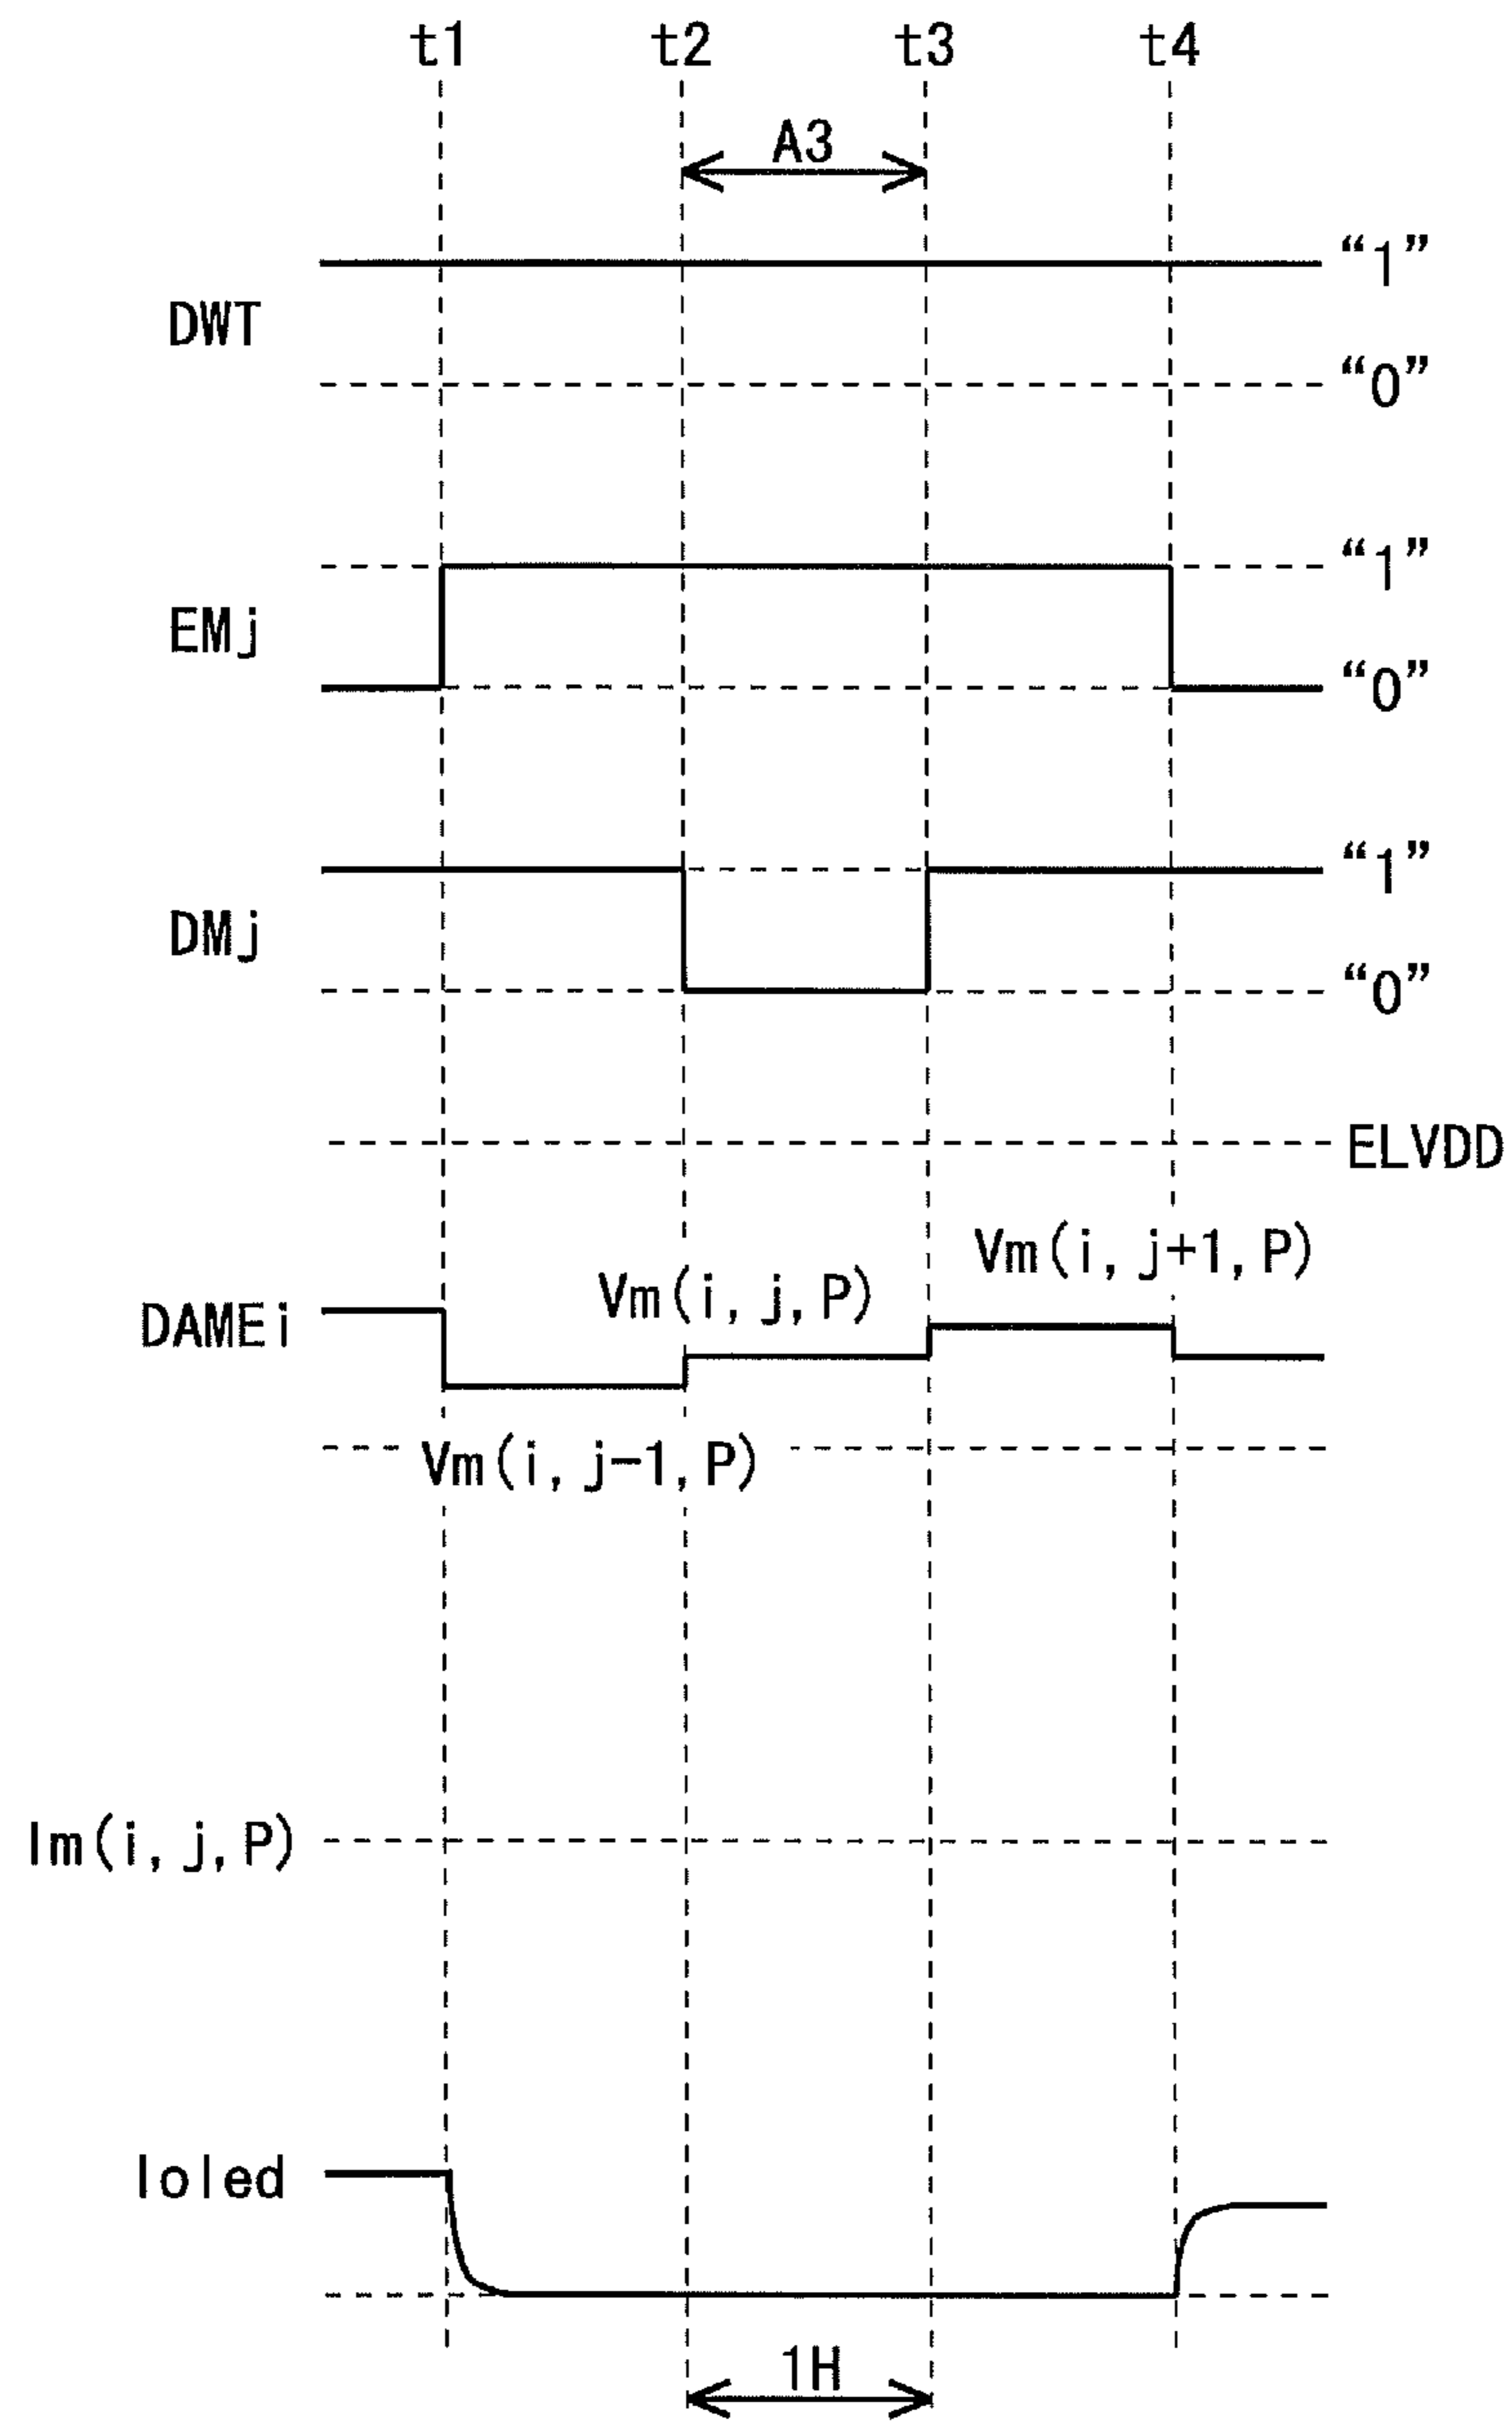 t1 t2 t3 t4
A3
“1”
DWT
“0”
“1”
EMj
“0”
“1”
DMj
“0”
ELVDD
Vm(i, j+1, P)
Vm(i, j, P)
DAMEi
Vm(i, j-1, P)
Im(i, j, P)
Ioled
1H